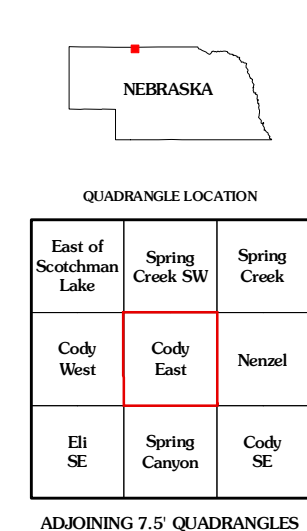 NEBRASKA
QUADRANGLE LOCATION
East of
Scotchman
Lake
Spring
Creek SW
Spring
Creek
Cody
West
Cody
East
Nenzel
Eli
SE
Spring
Canyon
Cody
SE
ADJOINING 7.5' QUADRANGLES